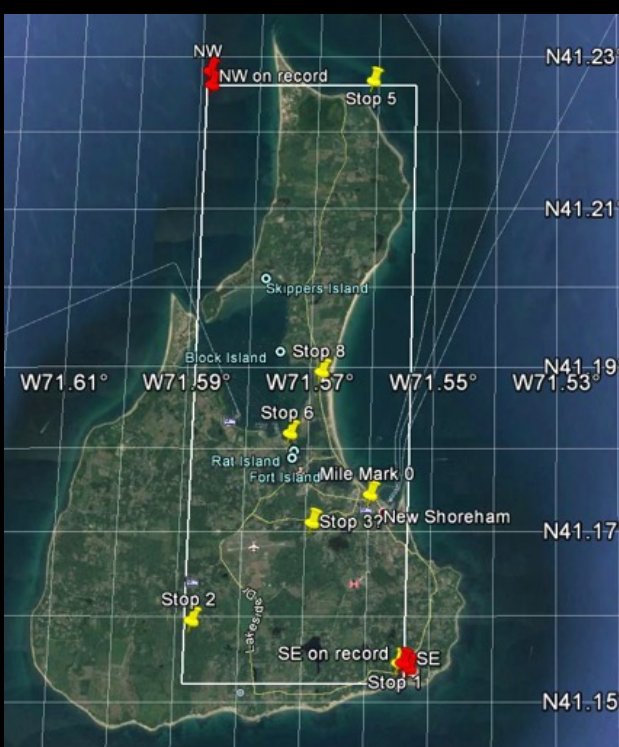 NW
NW on record
N41.23°
Stop 5
N41.21°
Skippers Island
Block Island
Stop 8
N41.19°
W71.61°
W71.59°
W71.57°
W71.55°
W71.53°
Stop 6
Rat Island
Fort Island
Mile Mark 0
Stop 3?
New Shoreham
N41.17°
Stop 2
Lakeside
SE on record
SE
Stop 1
N41.15°